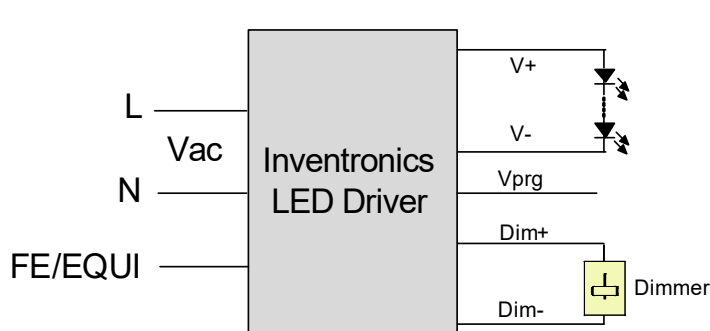 L
Vac
N
FE/EQUI
Inventronics
LED Driver
V+
V-
Vprg
Dim+
Dim-
Dimmer